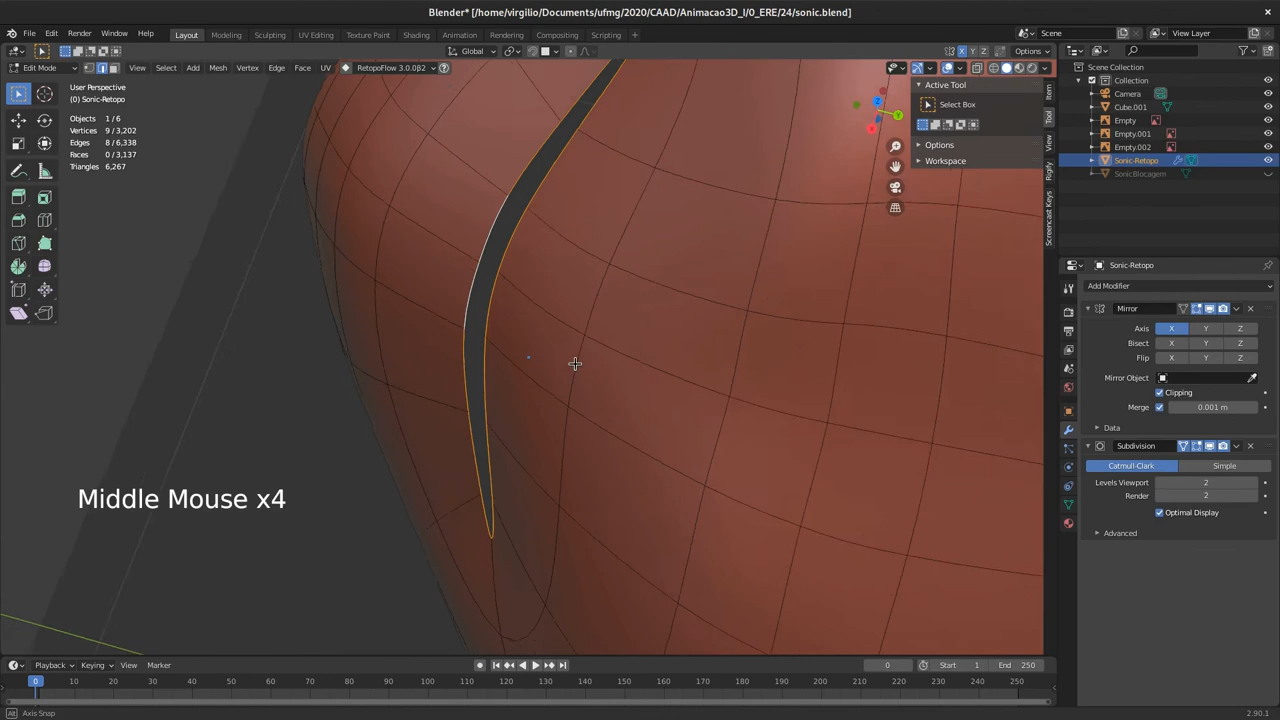 Blender* [/home/virgilio/Documents/ufmg/2020/CAAD/Animacao3D_I/0_ERE/24/sonic.blend]
File Edit Render Window Help Layout Modeling Sculpting UV Editing Texture Paint Shading Animation Rendering Compositing Scripting Scene View Layer
Global X Y Z Options
Edit Mode View Select Add Mesh Vertex Edge Face UV RetopoFlow 3.0.0β2
User Perspective
(0) Sonic-Retopo
Objects 1/6
Vertices 9/3,202
Edges 8/6,338
Faces 0/3,137
Triangles 6,267
Z
Y
X
Active Tool
Select Box
Options
Workspace
Item
Tool
View
Rigify
Screencast Keys
Scene Collection
Collection
Camera
Cube.001
Empty
Empty.001
Empty.002
Sonic-Retopo
SonicBlocagem
Sonic-Retopo
Add Modifier
Mirror
Axis X Y Z
Bisect X Y Z
Flip X Y Z
Mirror Object
Clipping
Merge 0.001 m
Data
Subdivision
Catmull-Clark Simple
Levels Viewport 2
Render 2
Optimal Display
Advanced
Middle Mouse x4
Playback Keying View Marker 0 Start 1 End 250
0 10 20 30 40 50 60 70 80 90 100 110 120 130 140 150 160 170 180 190 200 210 220 230 240 250
Alt Axis Snap 2.90.1